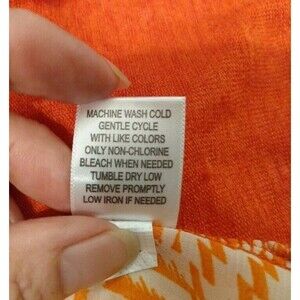 MACHINE WASH COLD
GENTLE CYCLE
WITH LIKE COLORS
ONLY NON-CHLORINE
BLEACH WHEN NEEDED
TUMBLE DRY LOW
REMOVE PROMPTLY
LOW IRON IF NEEDED